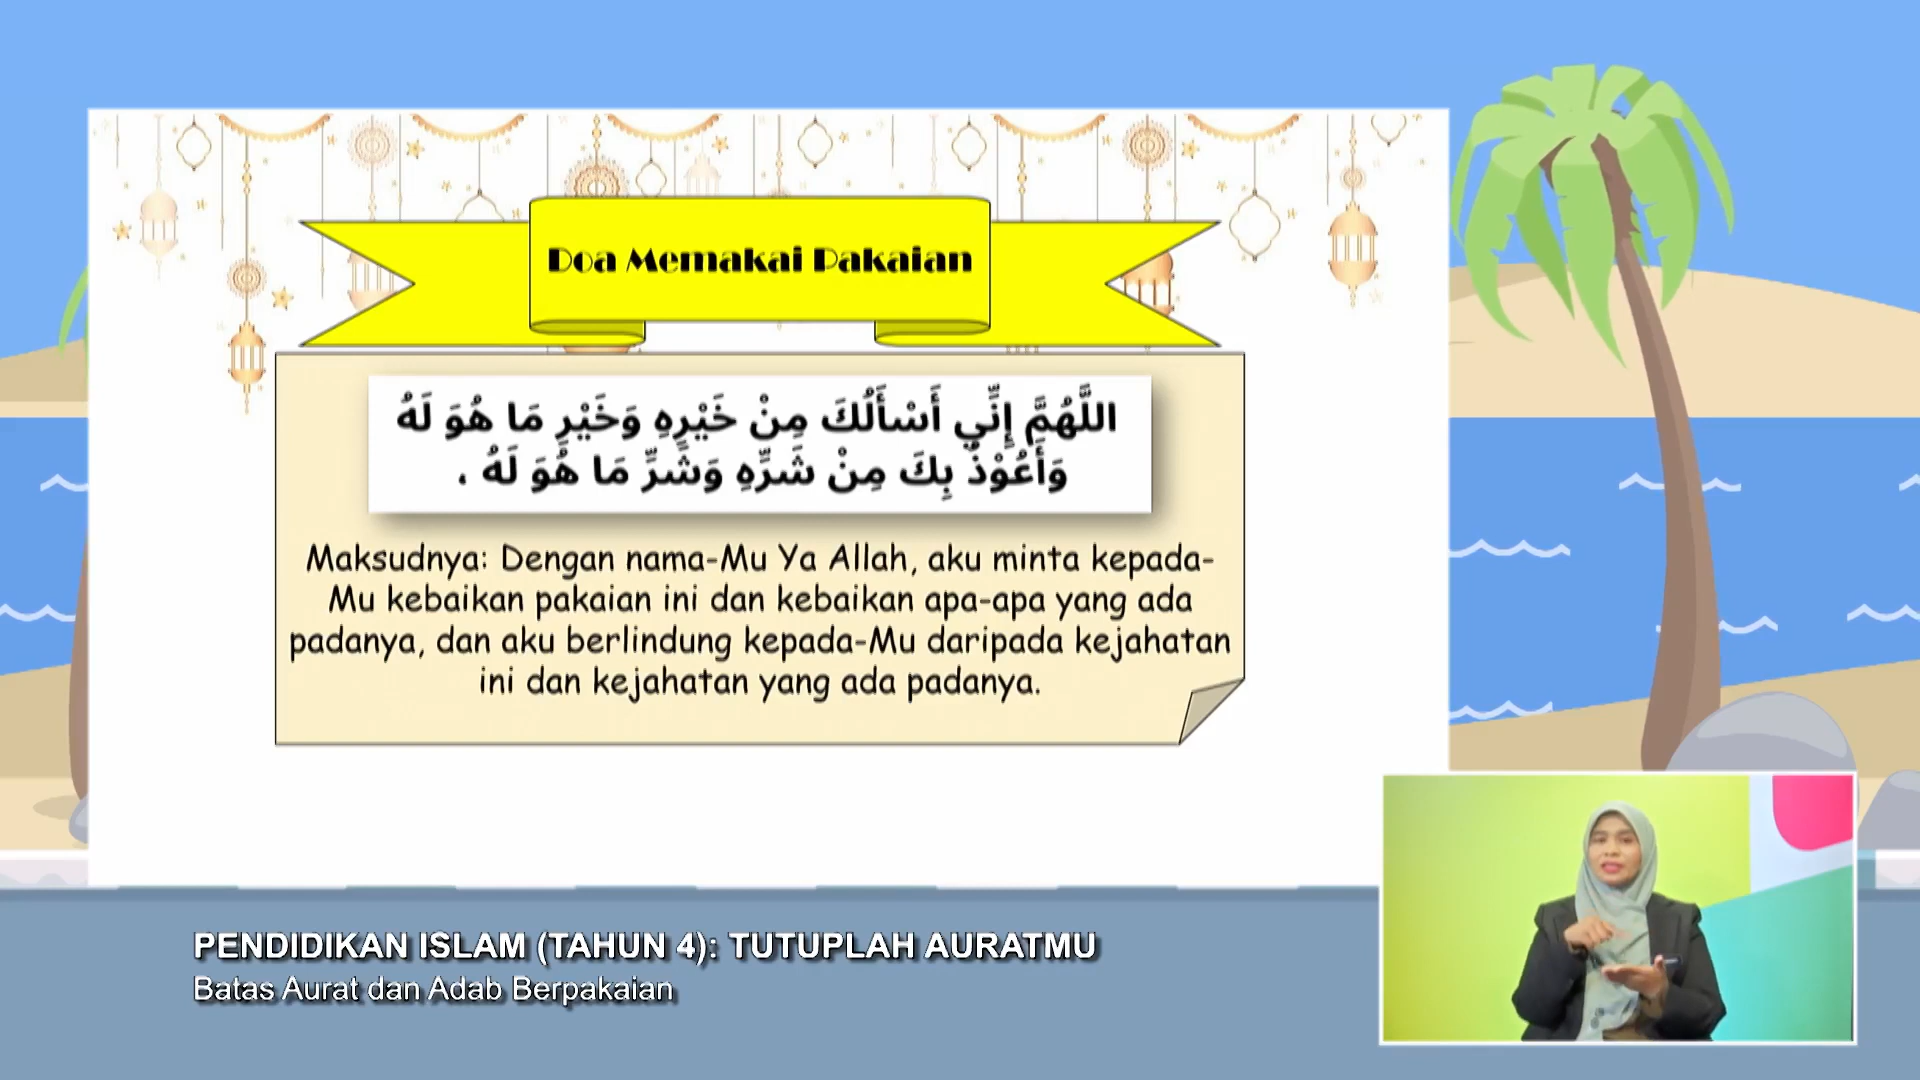 Doa Memakai Pakaian
اللَّهُمَّ إِنِّي أَسْأَلُكَ مِنْ خَيْرِهِ وَخَيْرِ مَا هُوَ لَهُ
وَأَعُوْذُ بِكَ مِنْ شَرِّهِ وَشَرِّ مَا هُوَ لَهُ .
Maksudnya: Dengan nama-Mu Ya Allah, aku minta kepada-
Mu kebaikan pakaian ini dan kebaikan apa-apa yang ada
padanya, dan aku berlindung kepada-Mu daripada kejahatan
ini dan kejahatan yang ada padanya.
PENDIDIKAN ISLAM (TAHUN 4): TUTUPLAH AURATMU
Batas Aurat dan Adab Berpakaian